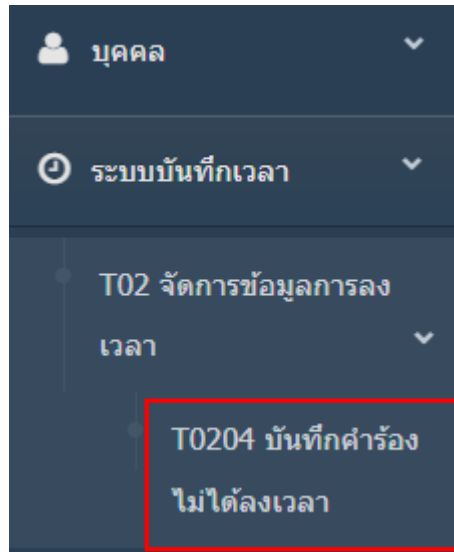 บุคคล
ระบบบันทึกเวลา
T02 จัดการข้อมูลการลง
เวลา
T0204 บันทึกคำร้อง
ไม่ได้ลงเวลา